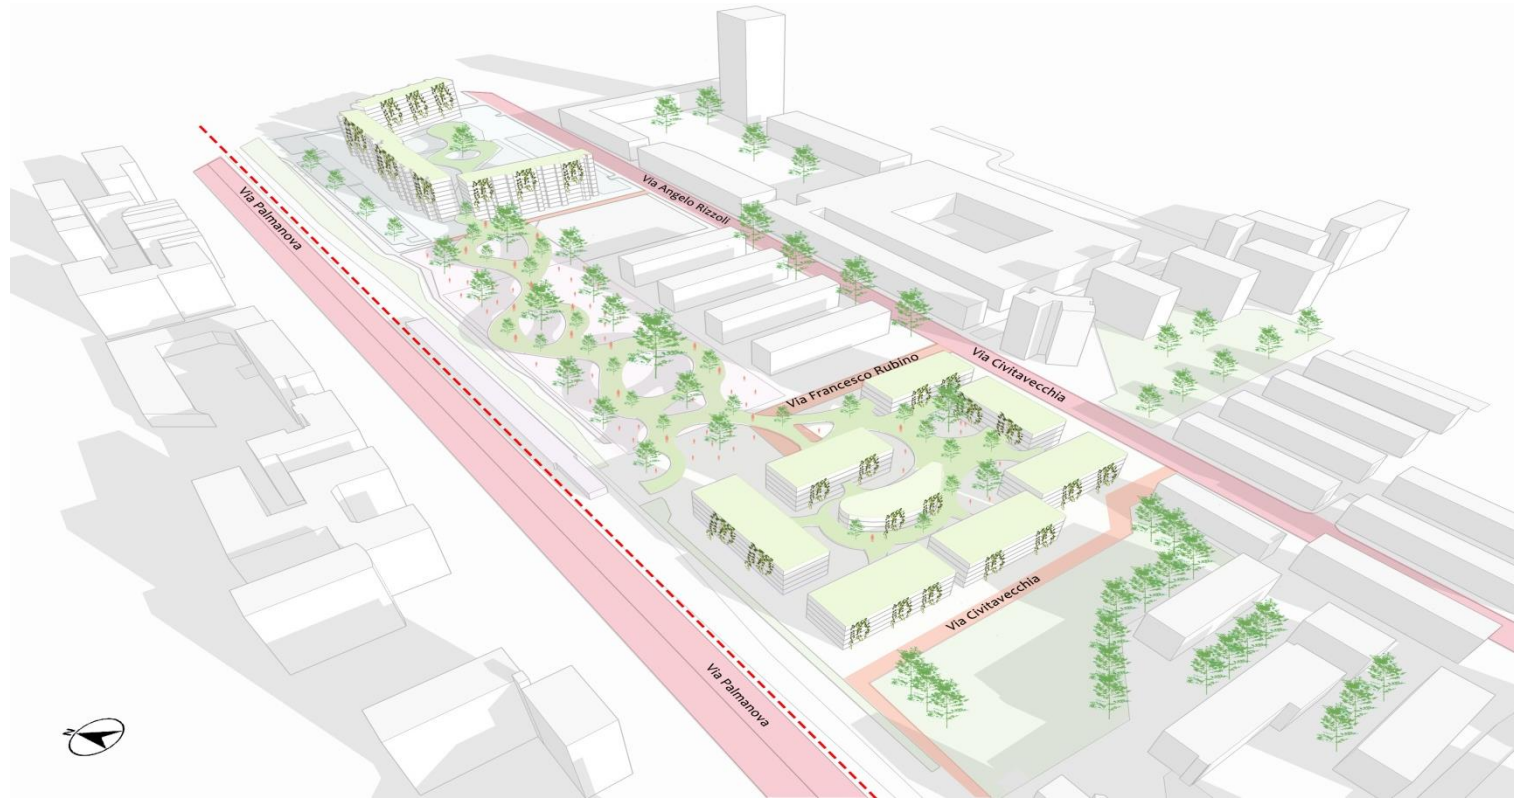 Via Palmanova
Via Angelo Rizzoli
Via Civitavecchia
Via Francesco Rubino
Via Civitavecchia
Via Palmanova
N